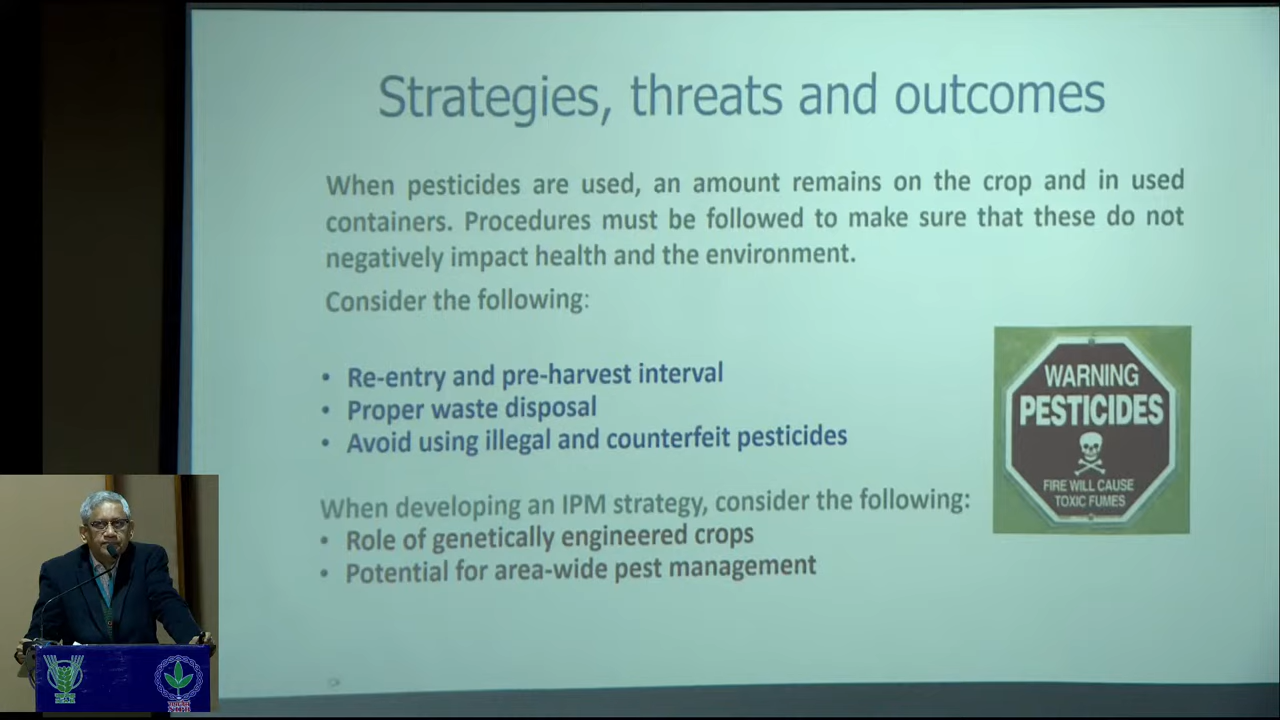 Strategies, threats and outcomes
When pesticides are used, an amount remains on the crop and in used
containers. Procedures must be followed to make sure that these do not
negatively impact health and the environment.
Consider the following:
• Re-entry and pre-harvest interval
• Proper waste disposal
• Avoid using illegal and counterfeit pesticides
When developing an IPM strategy, consider the following:
• Role of genetically engineered crops
• Potential for area-wide pest management
WARNING
PESTICIDES
FIRE WILL CAUSE
TOXIC FUMES